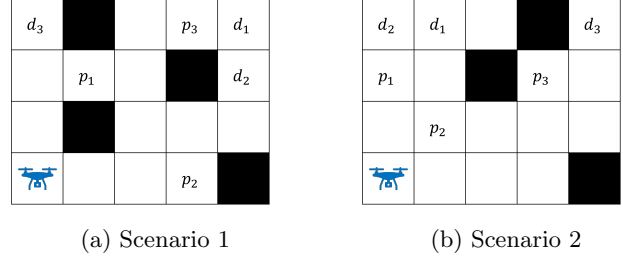 d₃ p₃ d₁
p₁ d₂
p₂
(a) Scenario 1
d₂ d₁ d₃
p₁ p₃
p₂
(b) Scenario 2